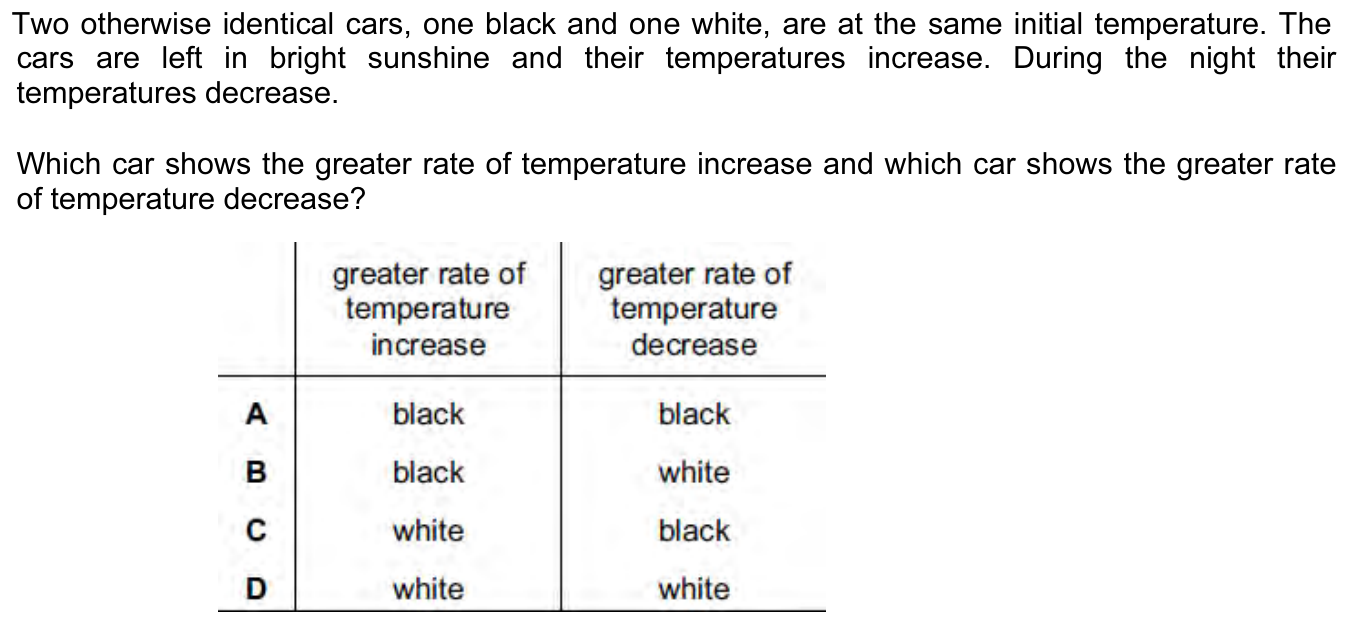 Two otherwise identical cars, one black and one white, are at the same initial temperature. The
cars are left in bright sunshine and their temperatures increase. During the night their
temperatures decrease.
Which car shows the greater rate of temperature increase and which car shows the greater rate
of temperature decrease?
greater rate of greater rate of
temperature temperature
increase decrease
A black black
B black white
C white black
D white white